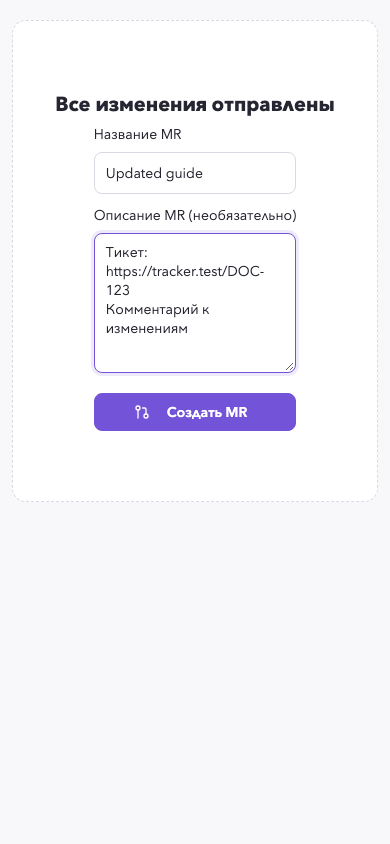 Все изменения отправлены
Название MR
Updated guide
Описание MR (необязательно)
Тикет:
https://tracker.test/DOC-
123
Комментарий к
изменениям
Создать MR